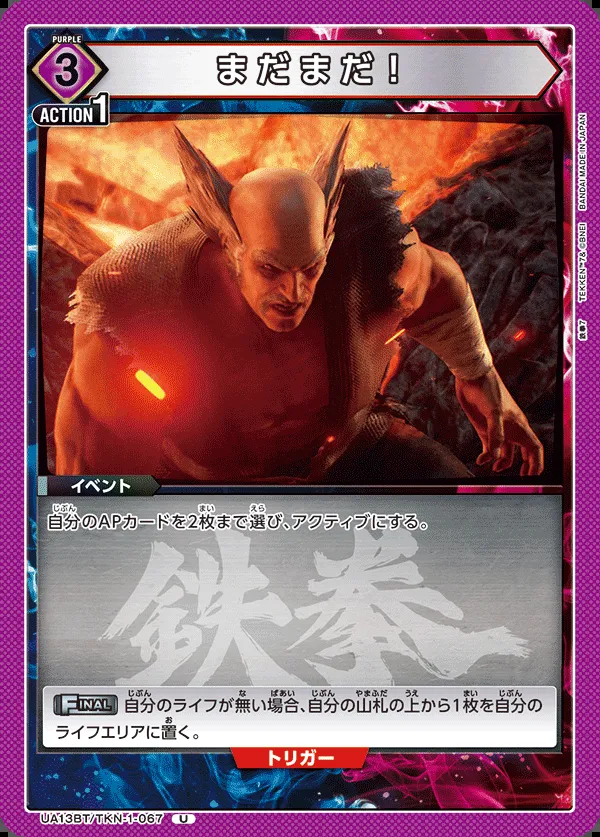 PURPLE
3
まだまだ！
ACTION 1
鉄拳7 TEKKEN™7& ©BNEI BANDAI MADE IN JAPAN
イベント
自分のAPカードを2枚まで選び、アクティブにする。
鉄拳
FINAL 自分のライフが無い場合、自分の山札の上から1枚を自分の
ライフエリアに置く。
トリガー
UA13BT/TKN-1-067 U